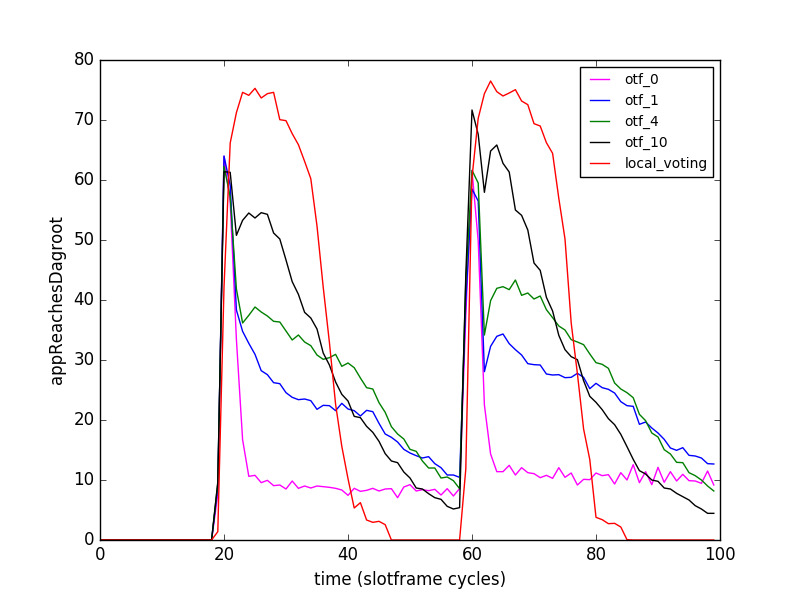 80
70
60
50
40
30
20
10
0
appReachesDagroot
otf_0
otf_1
otf_4
otf_10
local_voting
0 20 40 60 80 100
time (slotframe cycles)